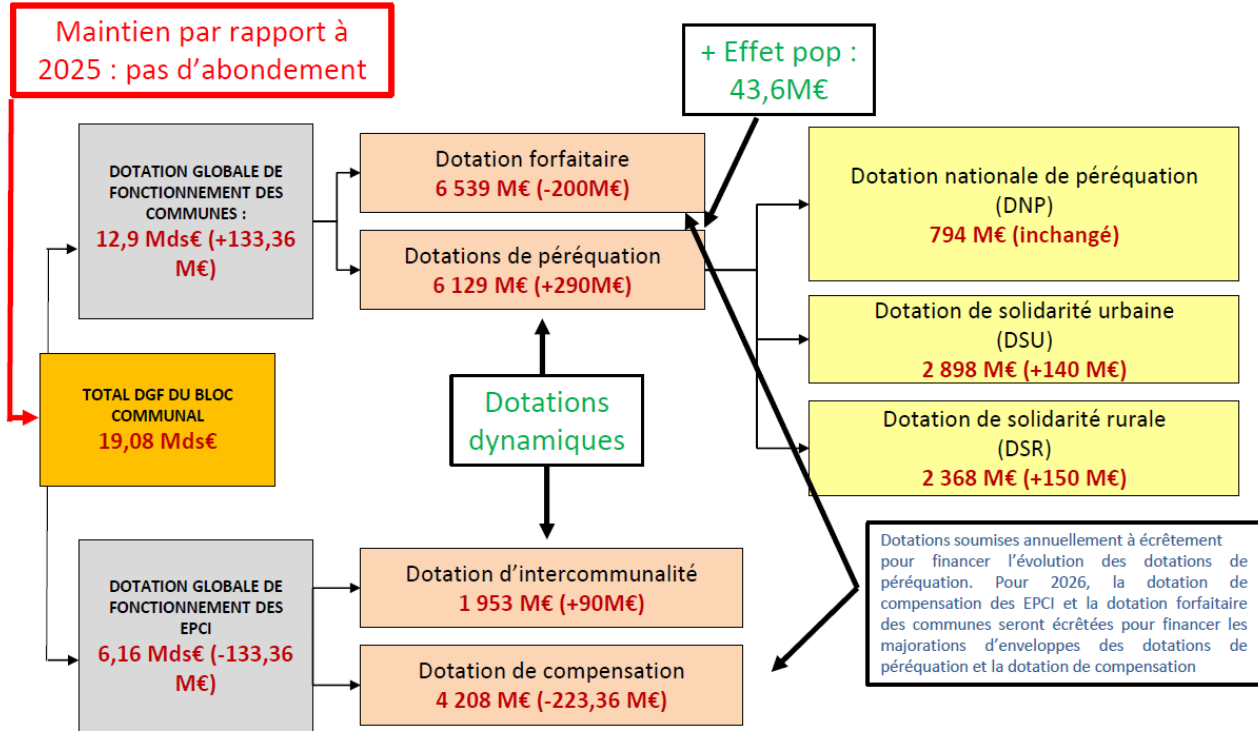 Maintien par rapport à
2025 : pas d’abondement
+ Effet pop :
43,6M€
DOTATION GLOBALE DE
FONCTIONNEMENT DES
COMMUNES :
12,9 Mds€ (+133,36
M€)
Dotation forfaitaire
6 539 M€ (-200M€)
Dotations de péréquation
6 129 M€ (+290M€)
Dotation nationale de péréquation
(DNP)
794 M€ (inchangé)
Dotation de solidarité urbaine
(DSU)
2 898 M€ (+140 M€)
Dotation de solidarité rurale
(DSR)
2 368 M€ (+150 M€)
TOTAL DGF DU BLOC
COMMUNAL
19,08 Mds€
Dotations
dynamiques
DOTATION GLOBALE DE
FONCTIONNEMENT DES
EPCI
6,16 Mds€ (-133,36
M€)
Dotation d’intercommunalité
1 953 M€ (+90M€)
Dotation de compensation
4 208 M€ (-223,36 M€)
Dotations soumises annuellement à écrêtement
pour financer l’évolution des dotations de
péréquation. Pour 2026, la dotation de
compensation des EPCI et la dotation forfaitaire
des communes seront écrêtées pour financer les
majorations d’enveloppes des dotations de
péréquation et la dotation de compensation